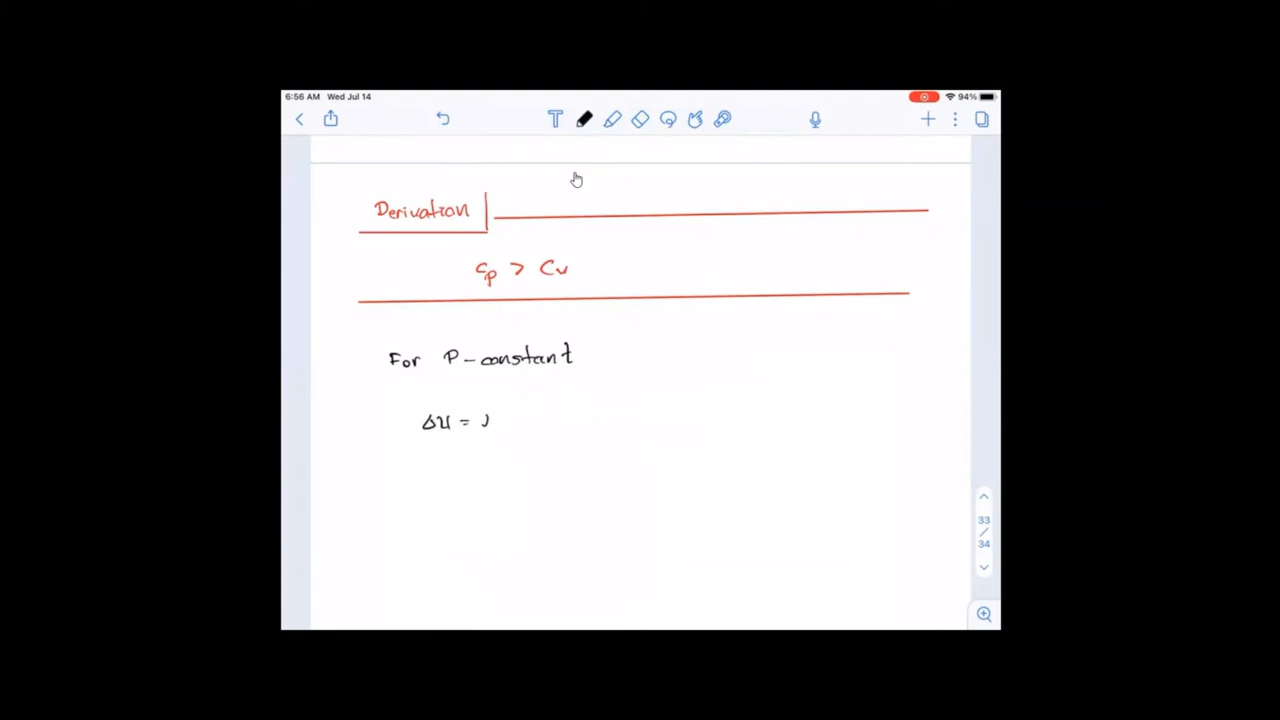 6:56 AM Wed Jul 14
94%
Derivation
Cp > Cv
For P-constant
ΔU =
33
/
34